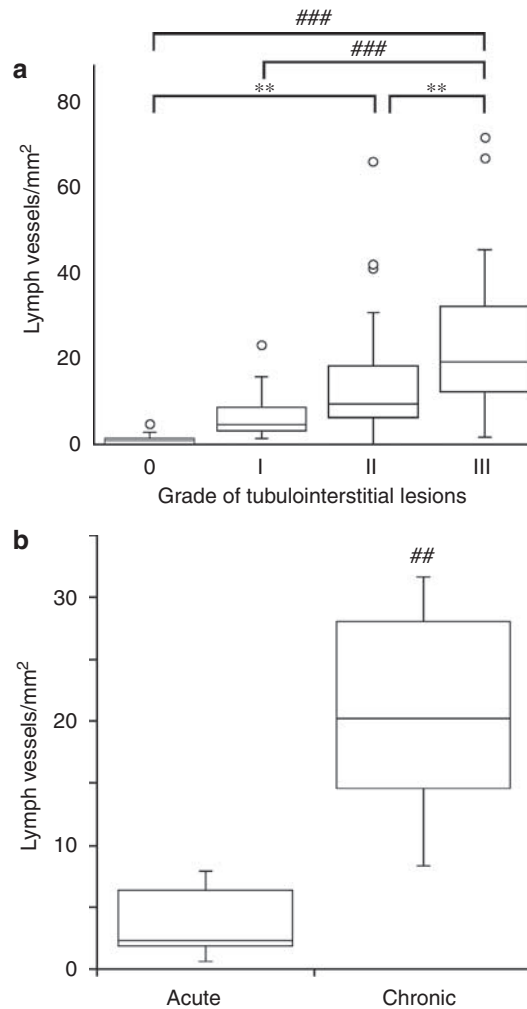 ###
a
###
**
**
80
60
40
20
0
Lymph vessels/mm²
0 I II III
Grade of tubulointerstitial lesions
b
##
30
20
10
0
Lymph vessels/mm²
Acute Chronic